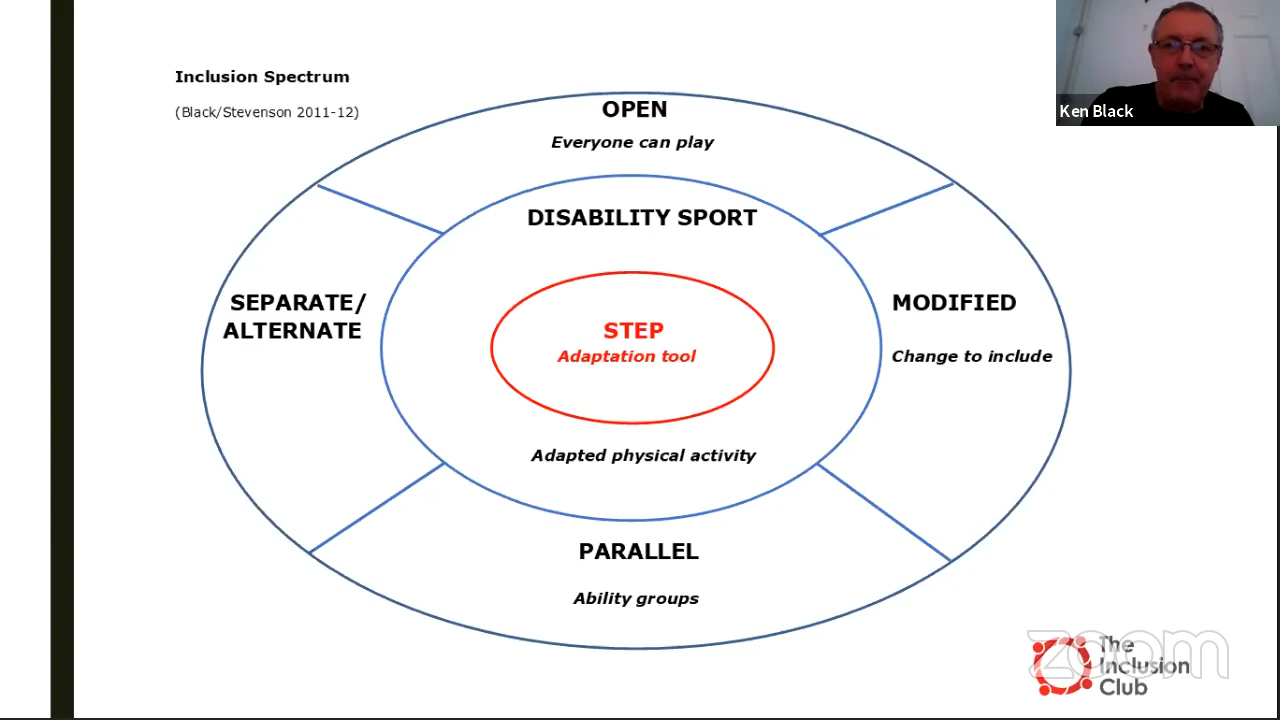 Inclusion Spectrum
(Black/Stevenson 2011-12)
Ken Black
OPEN
Everyone can play
DISABILITY SPORT
SEPARATE/
ALTERNATE
STEP
Adaptation tool
MODIFIED
Change to include
Adapted physical activity
PARALLEL
Ability groups
zoom
The
Inclusion
Club